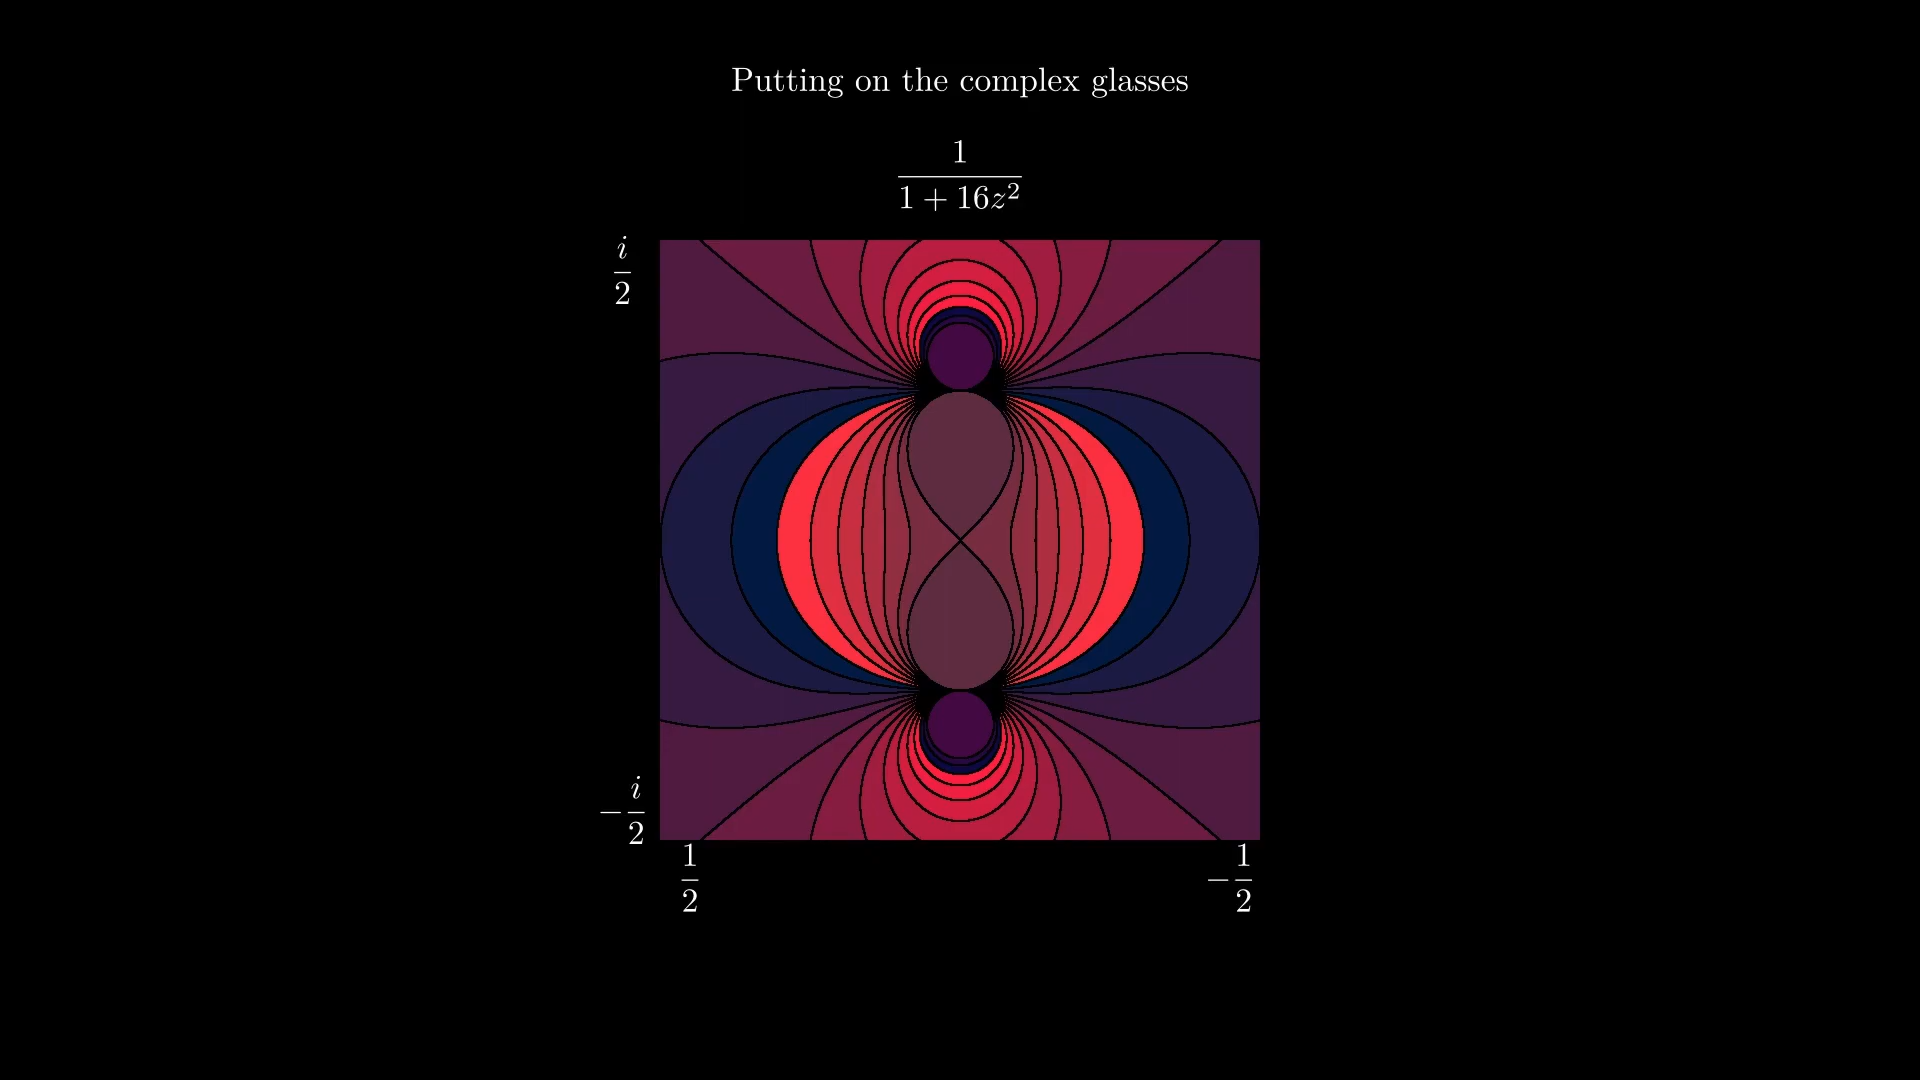 Putting on the complex glasses
1
1 + 16z²
i
2
−i
2
1
2
−1
2